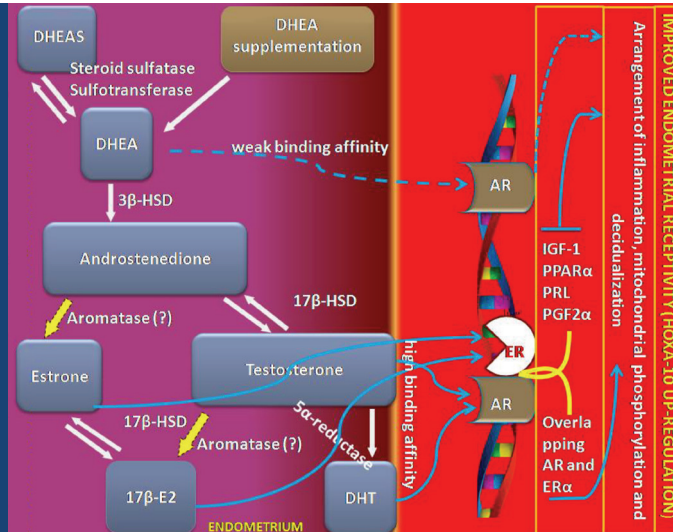 DHEAS
DHEA
supplementation
Steroid sulfatase
Sulfotransferase
DHEA
weak binding affinity
3β-HSD
Androstenedione
17β-HSD
Aromatase (?)
Estrone
Testosterone
17β-HSD
5α-reductase
Aromatase (?)
17β-E2
DHT
ENDOMETRIUM
high binding affinity
AR
ER
AR
IGF-1
PPARα
PRL
PGF2α
Overla
pping
AR and
ERα
Arrangement of inflammation, mitochondrial phosphorylation and
decidualization
IMPROVED ENDOMETRIAL RECEPTIVITY (HOXA-10 UP-REGULATION)